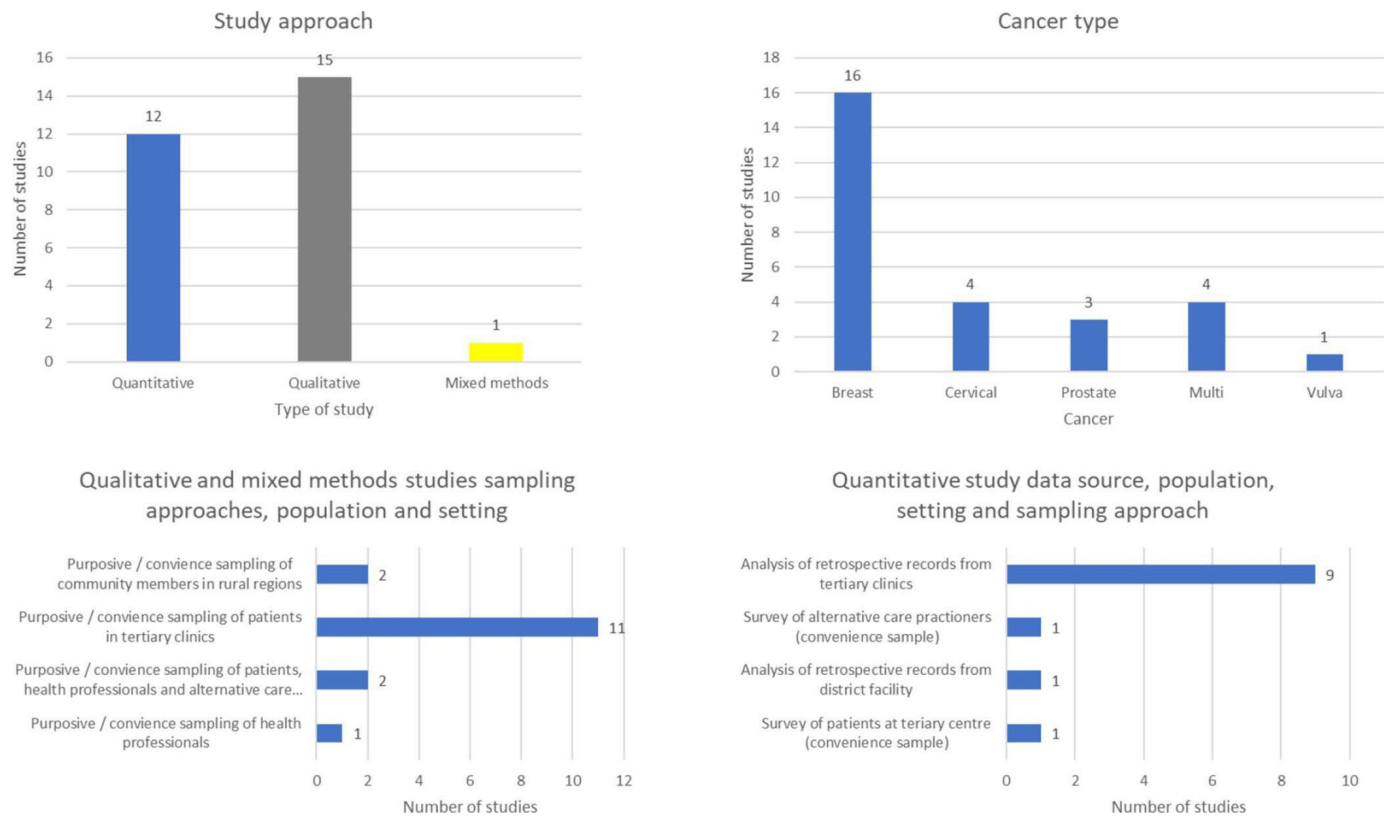 Study approach
Number of studies
16
14
12
10
8
6
4
2
0
12
15
1
Quantitative
Qualitative
Mixed methods
Type of study
Cancer type
Number of studies
18
16
14
12
10
8
6
4
2
0
16
4
3
4
1
Breast
Cervical
Prostate
Multi
Vulva
Cancer
Qualitative and mixed methods studies sampling
approaches, population and setting
Purposive / convience sampling of
community members in rural regions
2
Purposive / convience sampling of patients
in tertiary clinics
11
Purposive / convience sampling of patients,
health professionals and alternative care...
2
Purposive / convience sampling of health
professionals
1
0 2 4 6 8 10 12
Number of studies
Quantitative study data source, population,
setting and sampling approach
Analysis of retrospective records from
tertiary clinics
9
Survey of alternative care practioners
(convenience sample)
1
Analysis of retrospective records from
district facility
1
Survey of patients at teriary centre
(convenience sample)
1
0 2 4 6 8 10
Number of studies